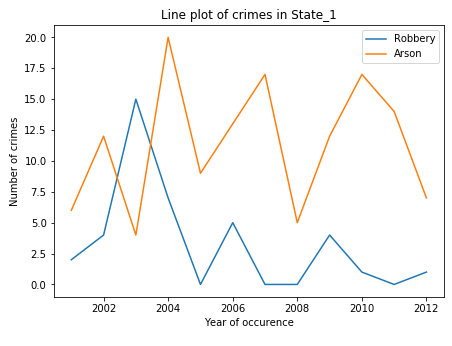 Line plot of crimes in State_1
Robbery
Arson
Number of crimes
20.0
17.5
15.0
12.5
10.0
7.5
5.0
2.5
0.0
2002 2004 2006 2008 2010 2012
Year of occurence